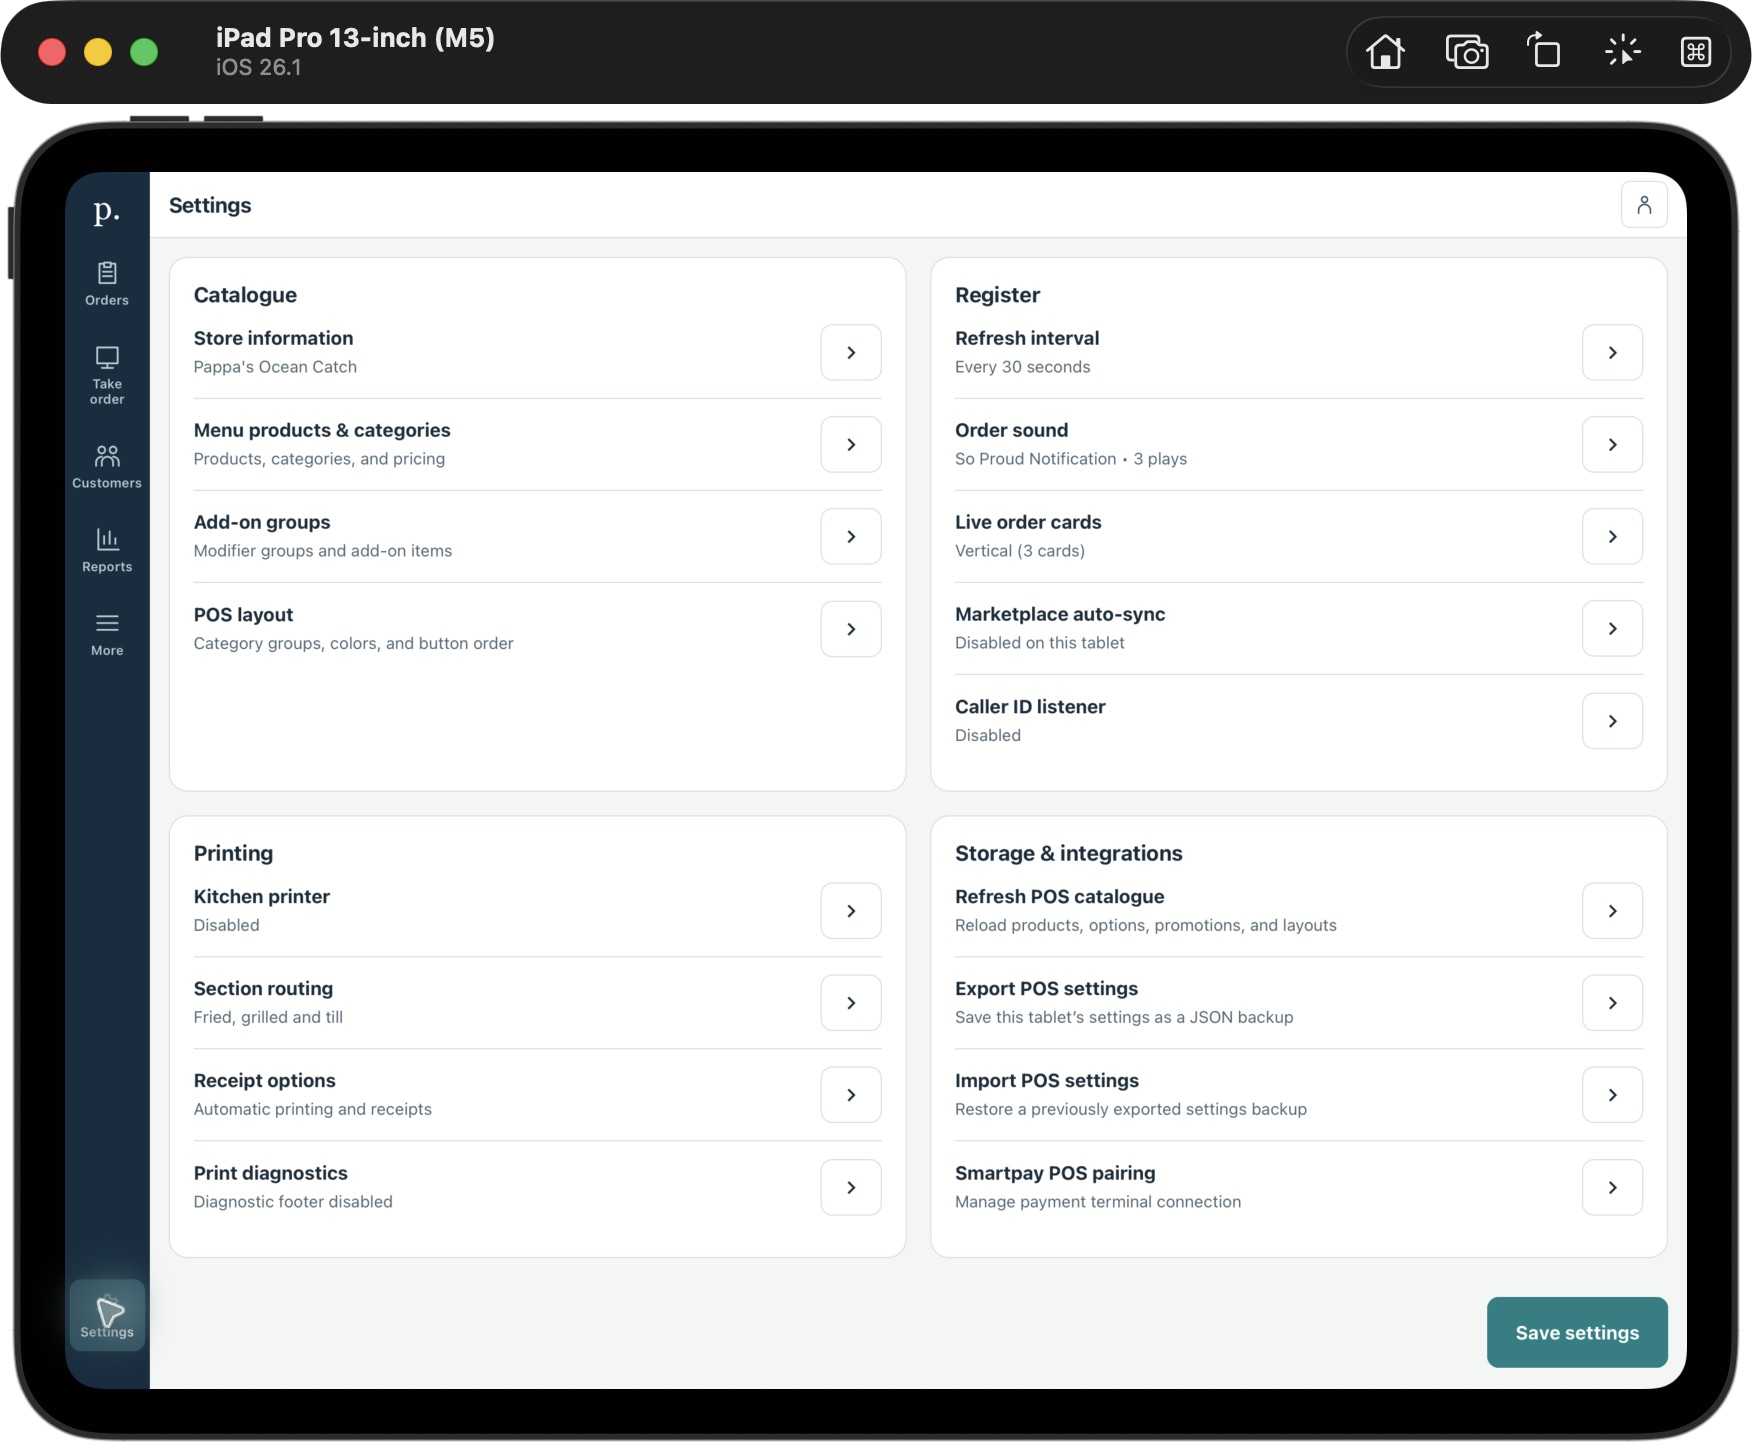 iPad Pro 13-inch (M5)
iOS 26.1
p.
Orders
Take
order
Customers
Reports
More
Settings
Settings
Catalogue
Store information
Pappa's Ocean Catch
Menu products & categories
Products, categories, and pricing
Add-on groups
Modifier groups and add-on items
POS layout
Category groups, colors, and button order
Register
Refresh interval
Every 30 seconds
Order sound
So Proud Notification • 3 plays
Live order cards
Vertical (3 cards)
Marketplace auto-sync
Disabled on this tablet
Caller ID listener
Disabled
Printing
Kitchen printer
Disabled
Section routing
Fried, grilled and till
Receipt options
Automatic printing and receipts
Print diagnostics
Diagnostic footer disabled
Storage & integrations
Refresh POS catalogue
Reload products, options, promotions, and layouts
Export POS settings
Save this tablet’s settings as a JSON backup
Import POS settings
Restore a previously exported settings backup
Smartpay POS pairing
Manage payment terminal connection
Save settings